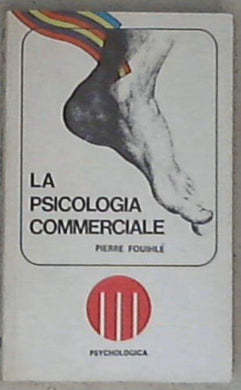 LA
PSICOLOGIA
COMMERCIALE
PIERRE FOUIHLÉ
PSYCHOLOGICA